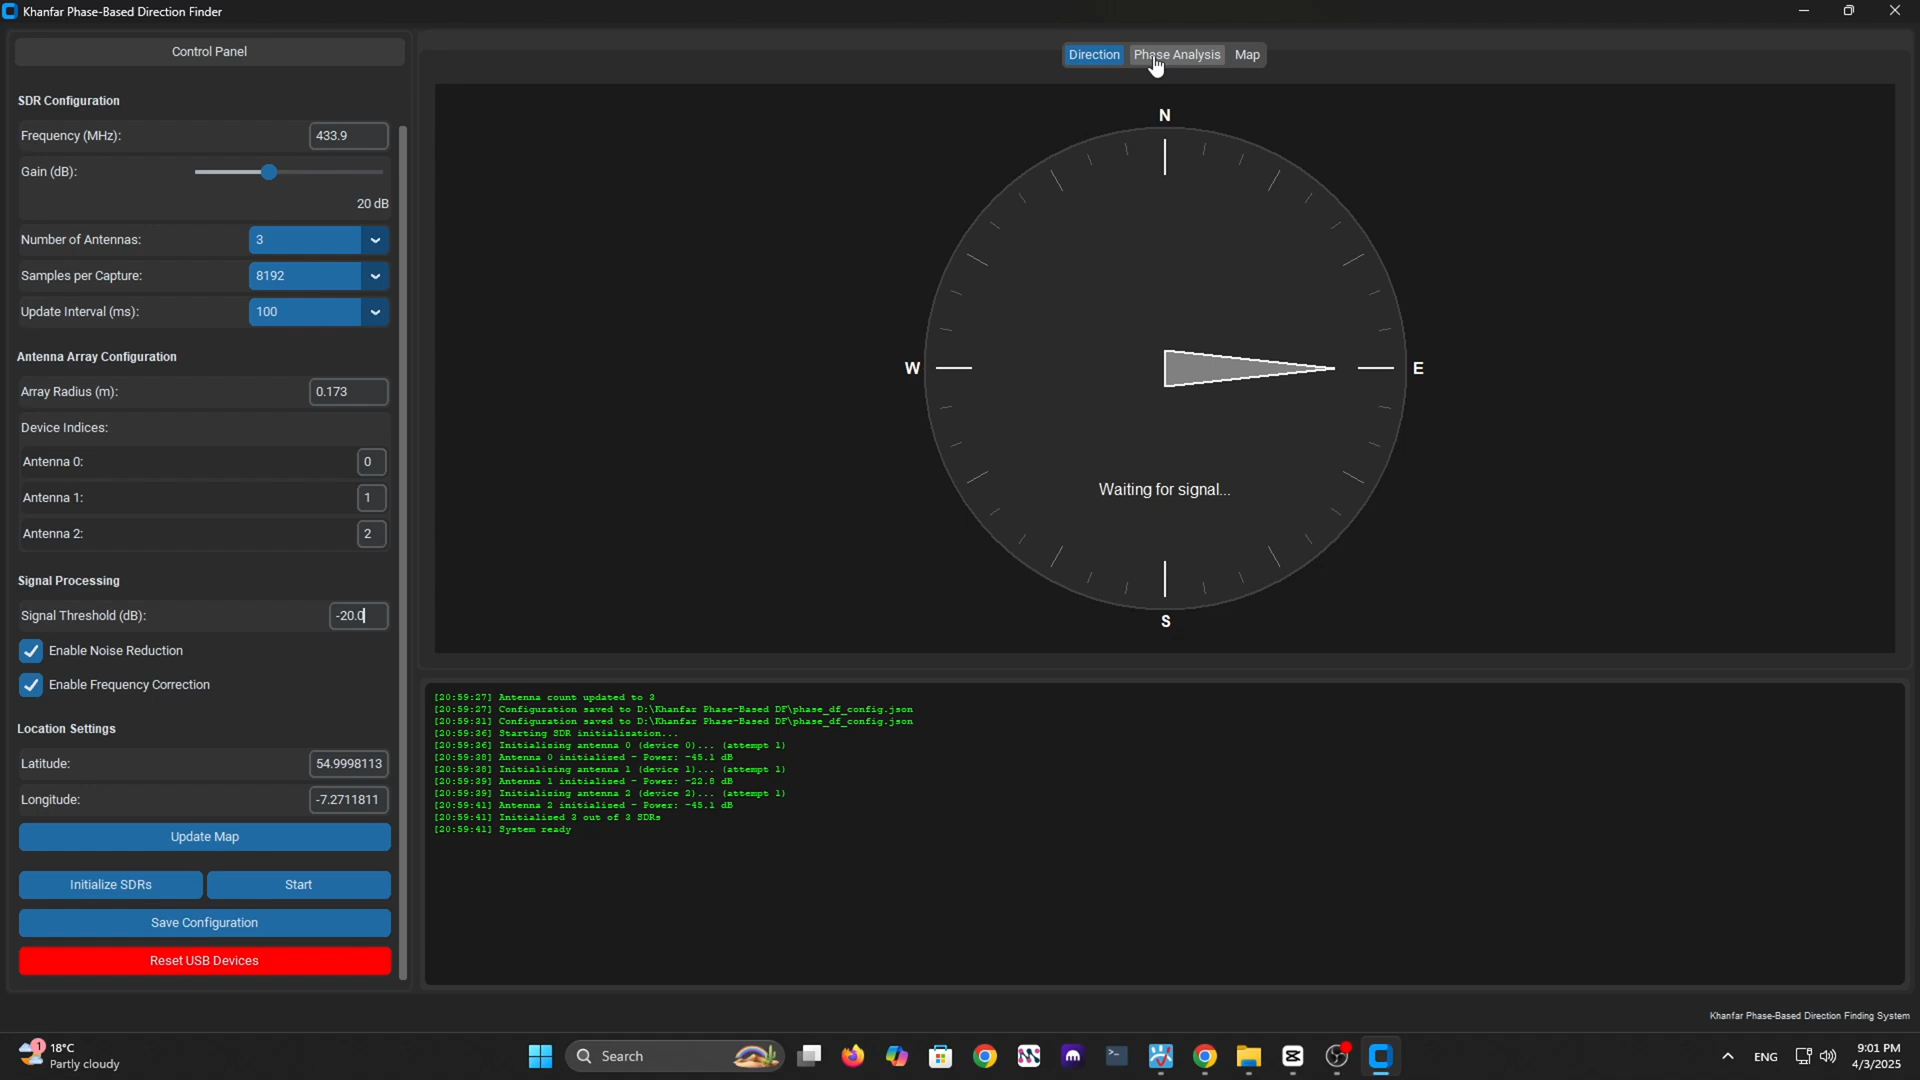 Khanfar Phase-Based Direction Finder
Control Panel
SDR Configuration
Frequency (MHz): 433.9
Gain (dB):
20 dB
Number of Antennas: 3
Samples per Capture: 8192
Update Interval (ms): 100
Antenna Array Configuration
Array Radius (m): 0.173
Device Indices:
Antenna 0: 0
Antenna 1: 1
Antenna 2: 2
Signal Processing
Signal Threshold (dB): -20.0
Enable Noise Reduction
Enable Frequency Correction
Location Settings
Latitude: 54.9998113
Longitude: -7.2711811
Update Map
Initialize SDRs Start
Save Configuration
Reset USB Devices
Direction Phase Analysis Map
N
W E
Waiting for signal...
S
[20:59:27] Antenna count updated to 3
[20:59:27] Configuration saved to D:\Khanfar Phase-Based DF\phase_df_config.json
[20:59:31] Configuration saved to D:\Khanfar Phase-Based DF\phase_df_config.json
[20:59:36] Starting SDR initialization...
[20:59:36] Initializing antenna 0 (device 0)... (attempt 1)
[20:59:38] Antenna 0 initialized - Power: -45.1 dB
[20:59:38] Initializing antenna 1 (device 1)... (attempt 1)
[20:59:39] Antenna 1 initialized - Power: -22.8 dB
[20:59:39] Initializing antenna 2 (device 2)... (attempt 1)
[20:59:41] Antenna 2 initialized - Power: -45.1 dB
[20:59:41] Initialized 3 out of 3 SDRs
[20:59:41] System ready
Khanfar Phase-Based Direction Finding System
1
18°C
Partly cloudy
Search
ENG
9:01 PM
4/3/2025